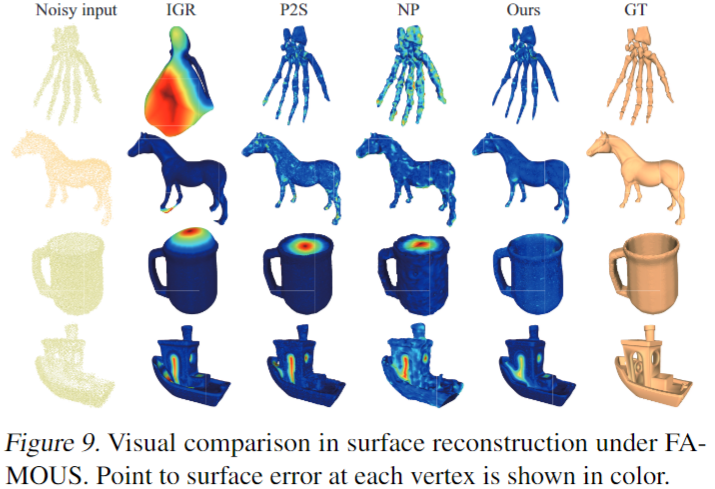 Noisy input IGR P2S NP Ours GT
Figure 9. Visual comparison in surface reconstruction under FA-
MOUS. Point to surface error at each vertex is shown in color.